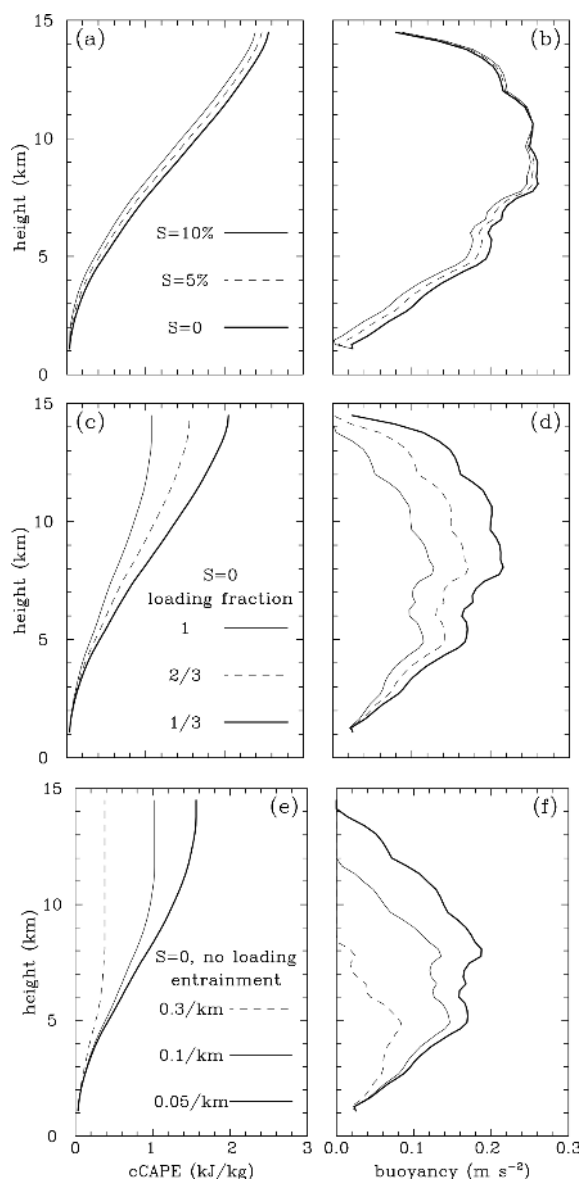 15
(a)
(b)
10
height (km)
S=10%
5
S=5%
S=0
0
15
(c)
(d)
10
height (km)
S=0
loading fraction
1
5
2/3
1/3
0
15
(e)
(f)
10
height (km)
S=0, no loading
entrainment
0.3/km
5
0.1/km
0.05/km
0
0 1 2 3 0.0 0.1 0.2 0.3
cCAPE (kJ/kg) buoyancy (m s⁻²)